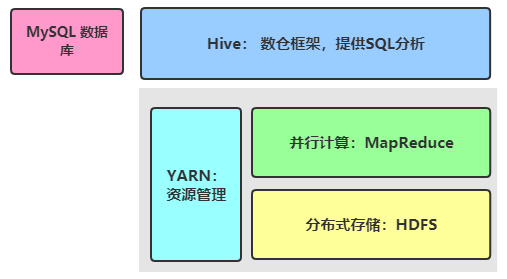 MySQL 数据
库
Hive： 数仓框架，提供SQL分析
YARN：
资源管理
并行计算：MapReduce
分布式存储：HDFS